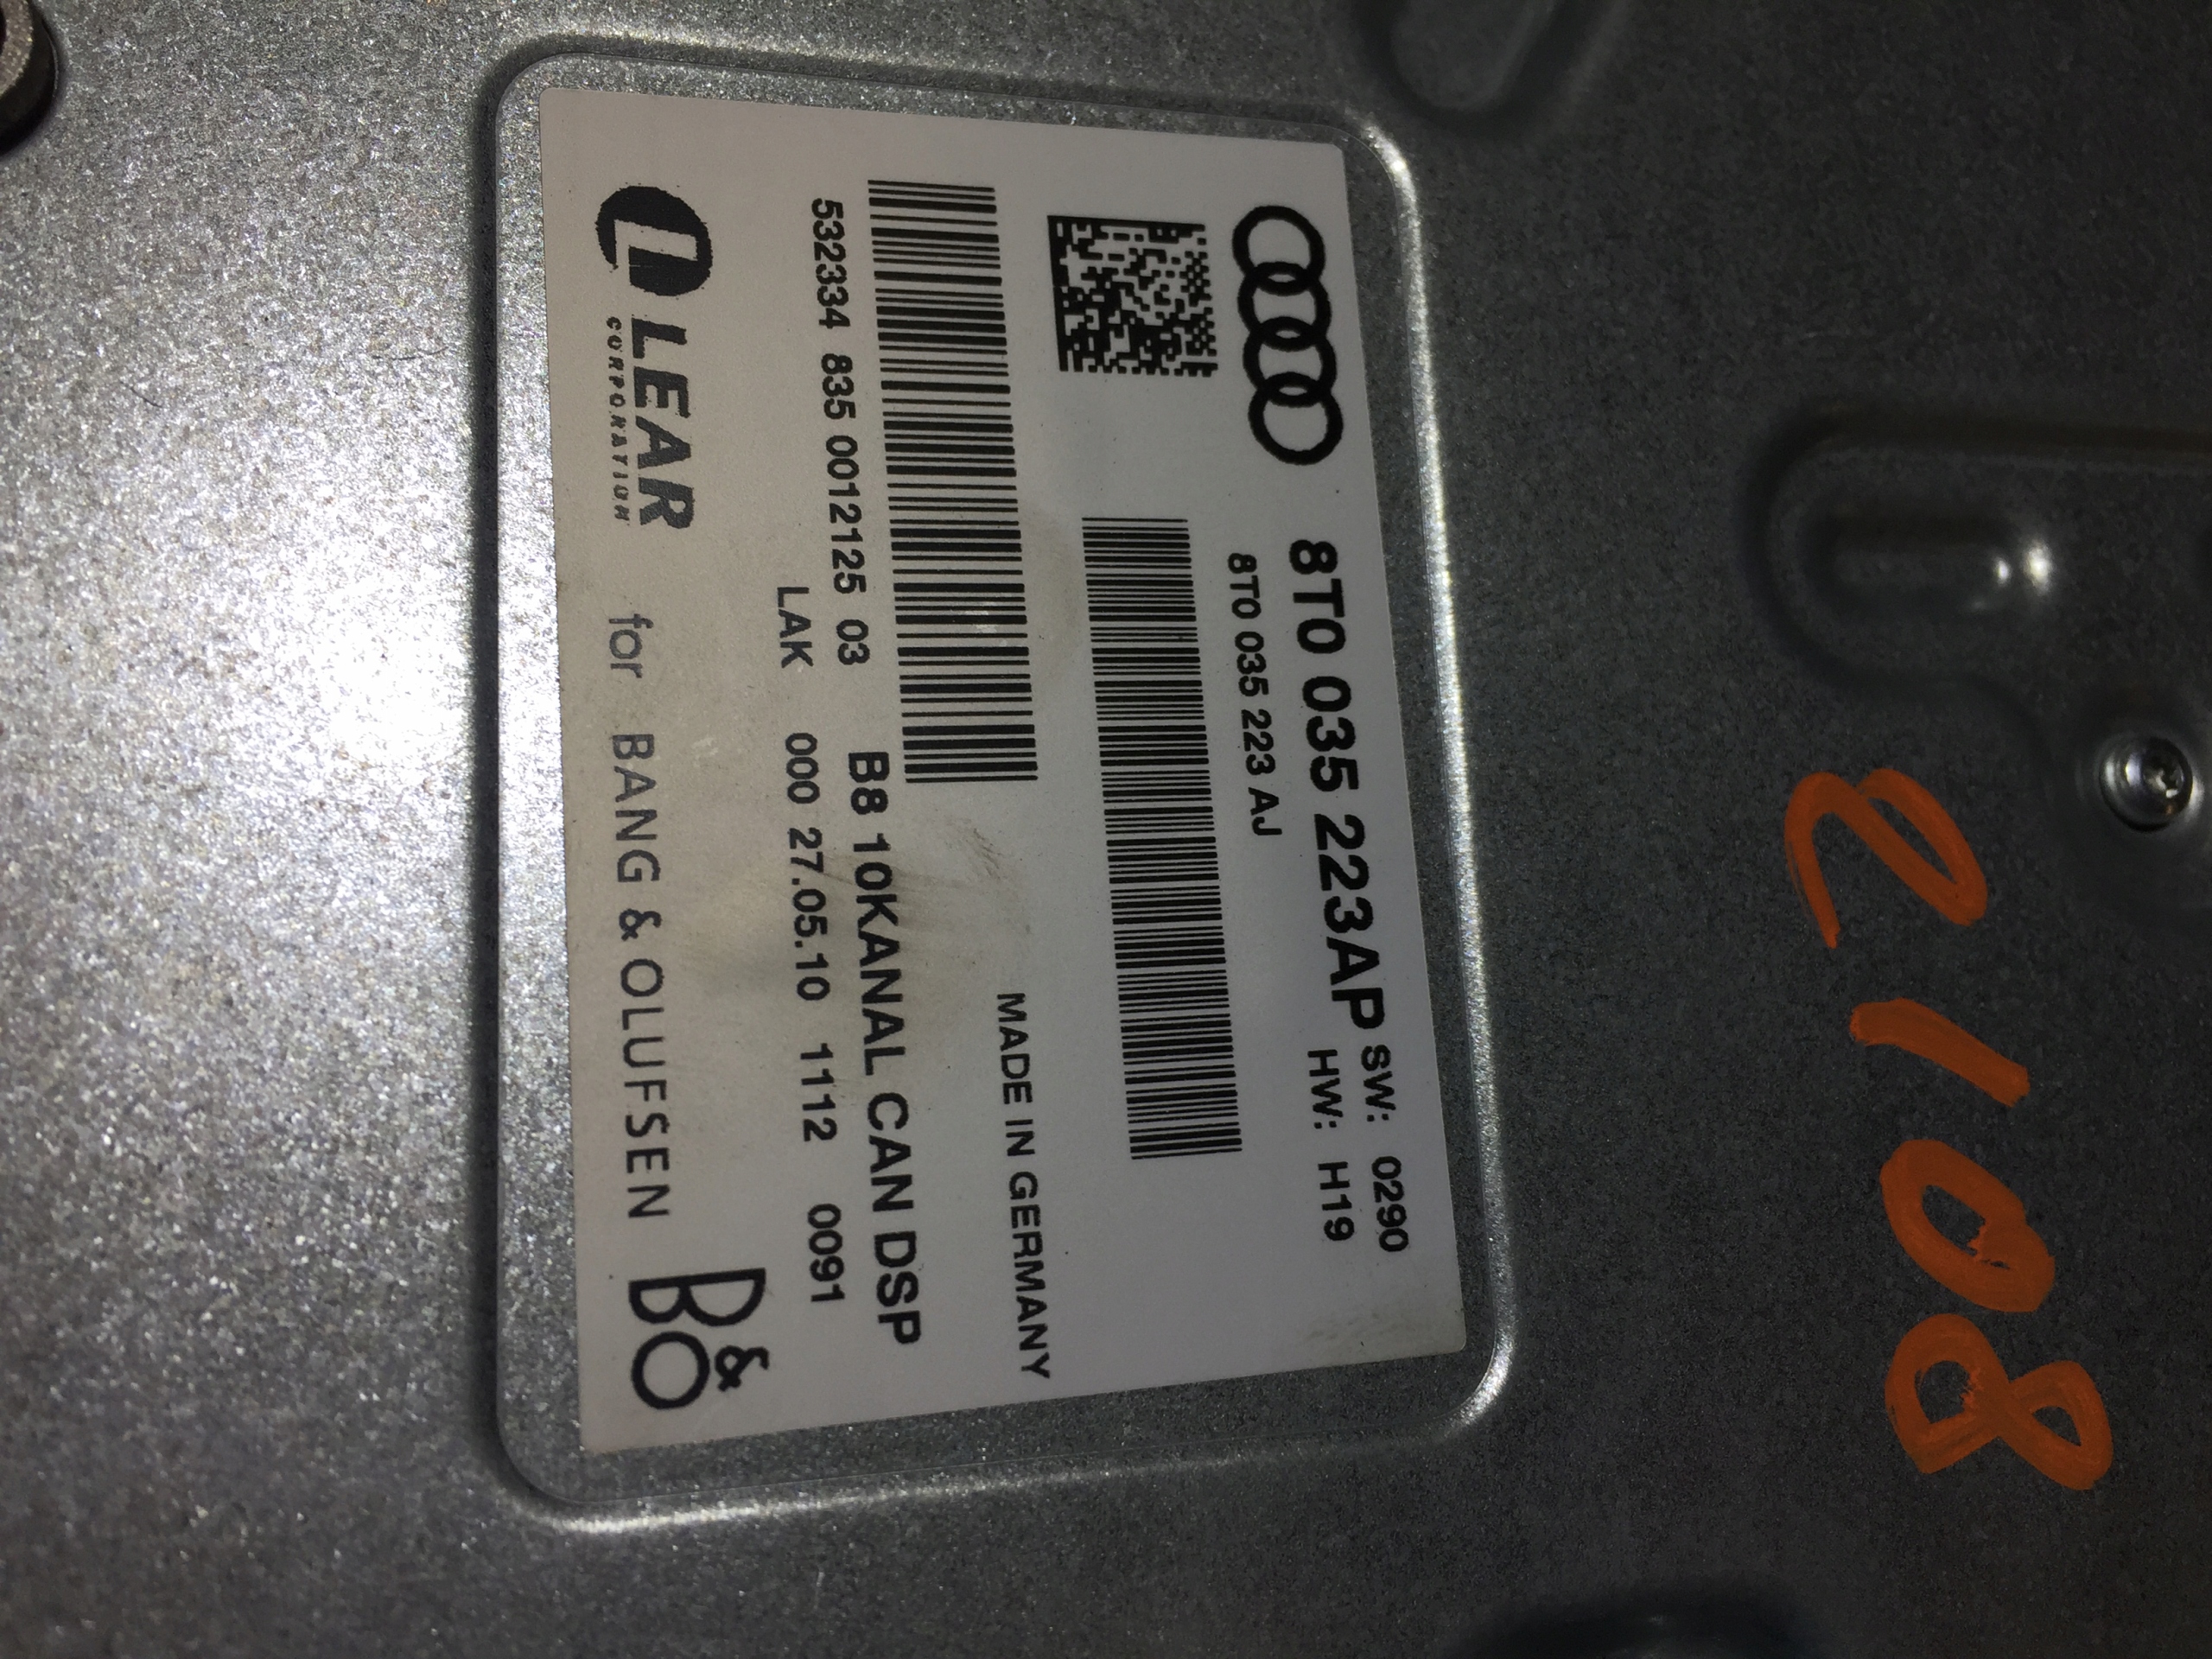 8T0 035 223AP SW: 0290
8T0 035 223 AJ HW: H19
MADE IN GERMANY
532334 835 0012125 03 B8 10KANAL CAN DSP
LAK 000 27.05.10 1112 0091
LEAR
CORPORATION
for BANG & OLUFSEN
B&O
2108